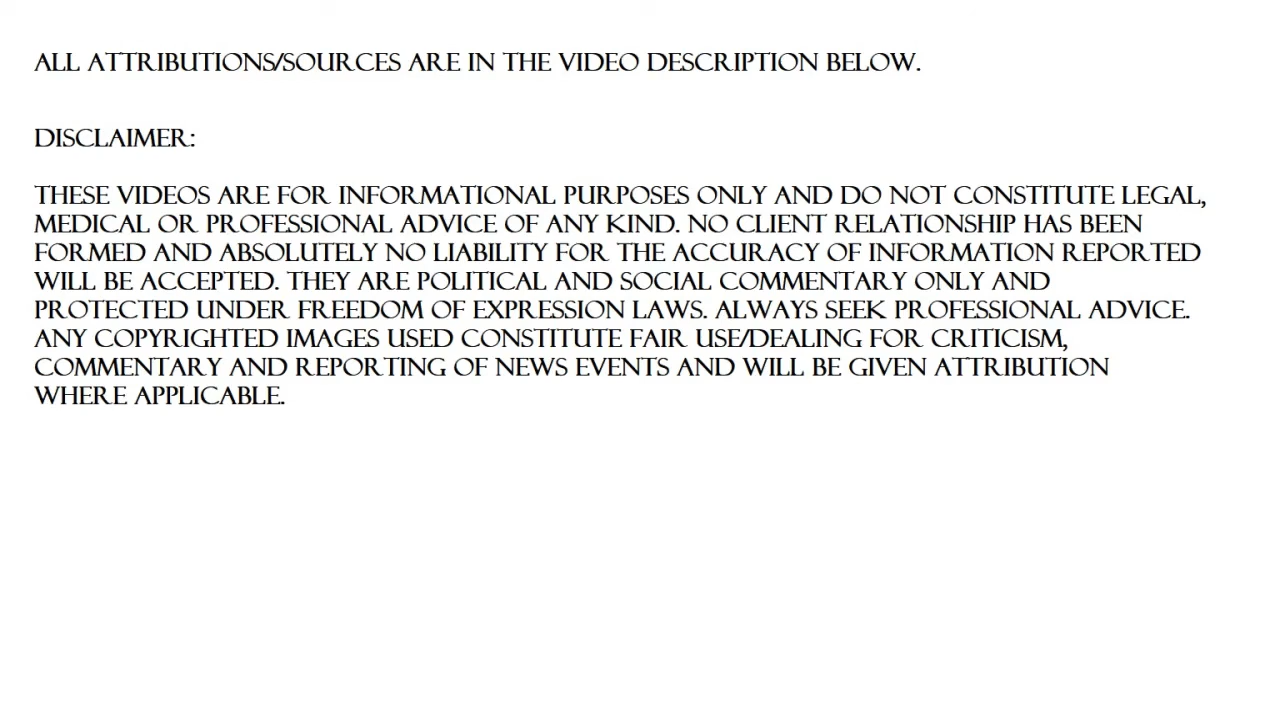 ALL ATTRIBUTIONS/SOURCES ARE IN THE VIDEO DESCRIPTION BELOW.
DISCLAIMER:
THESE VIDEOS ARE FOR INFORMATIONAL PURPOSES ONLY AND DO NOT CONSTITUTE LEGAL,
MEDICAL OR PROFESSIONAL ADVICE OF ANY KIND. NO CLIENT RELATIONSHIP HAS BEEN
FORMED AND ABSOLUTELY NO LIABILITY FOR THE ACCURACY OF INFORMATION REPORTED
WILL BE ACCEPTED. THEY ARE POLITICAL AND SOCIAL COMMENTARY ONLY AND
PROTECTED UNDER FREEDOM OF EXPRESSION LAWS. ALWAYS SEEK PROFESSIONAL ADVICE.
ANY COPYRIGHTED IMAGES USED CONSTITUTE FAIR USE/DEALING FOR CRITICISM,
COMMENTARY AND REPORTING OF NEWS EVENTS AND WILL BE GIVEN ATTRIBUTION
WHERE APPLICABLE.